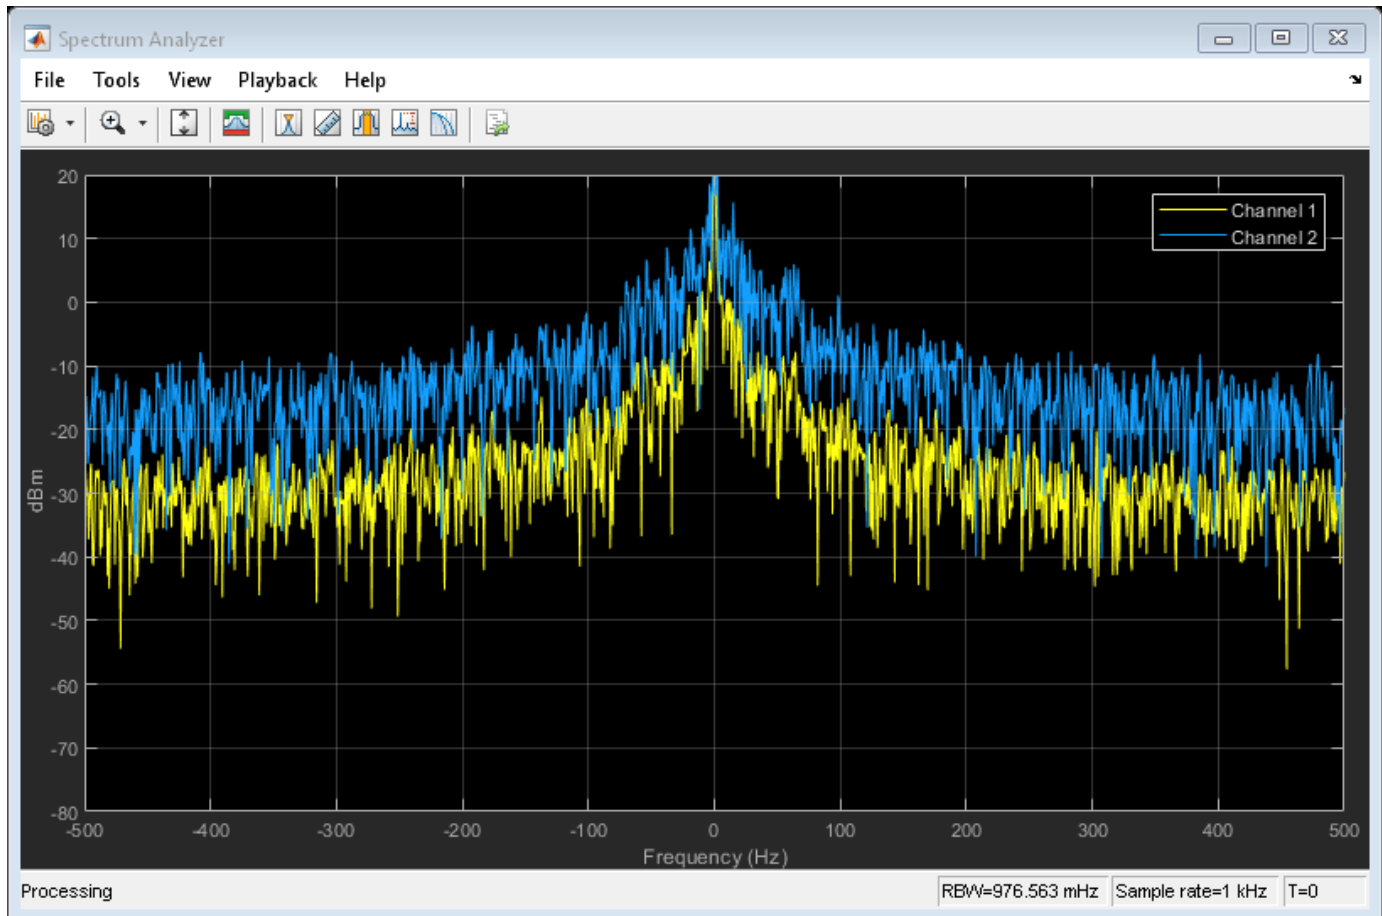 Spectrum Analyzer
File Tools View Playback Help
20
10
0
-10
-20
-30
-40
-50
-60
-70
-80
dBm
Channel 1
Channel 2
-500 -400 -300 -200 -100 0 100 200 300 400 500
Frequency (Hz)
Processing RBW=976.563 mHz Sample rate=1 kHz T=0